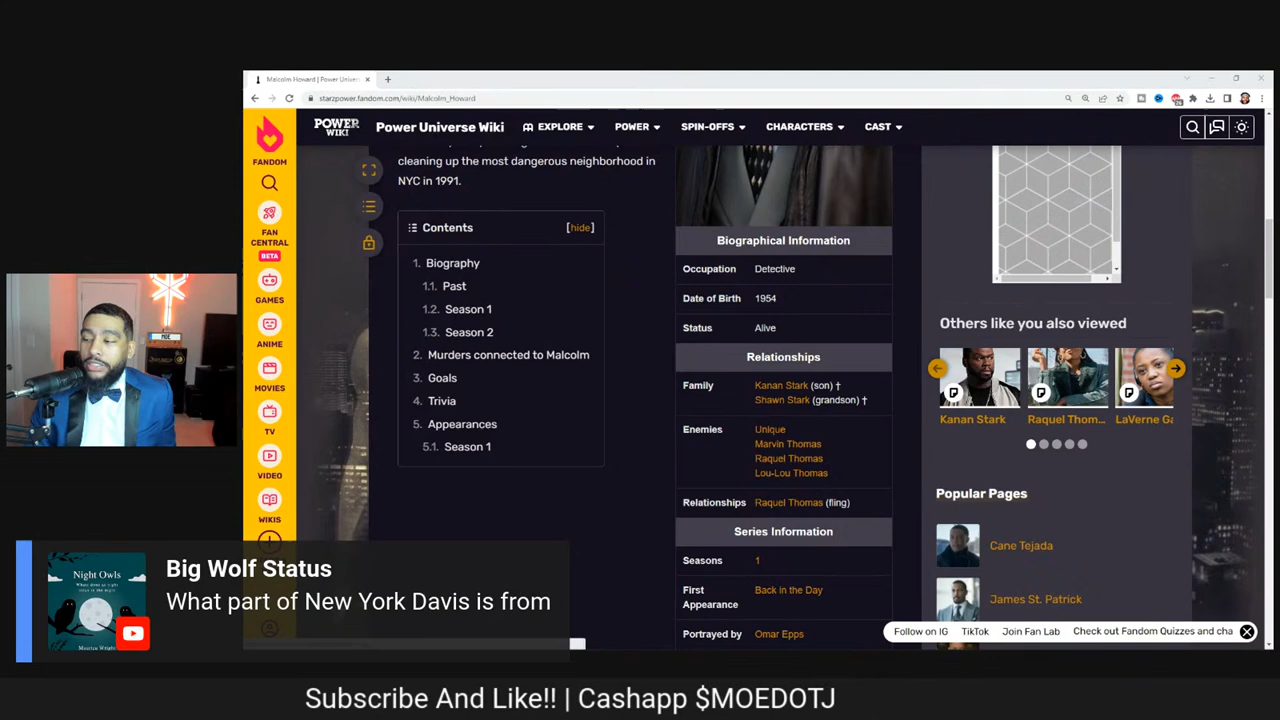 Malcolm Howard | Power Univer
starzpower.fandom.com/wiki/Malcolm_Howard
POWER WIKI
Power Universe Wiki
EXPLORE
POWER
SPIN-OFFS
CHARACTERS
CAST
FANDOM
FAN CENTRAL
BETA
GAMES
ANIME
MOVIES
TV
VIDEO
WIKIS
cleaning up the most dangerous neighborhood in
NYC in 1991.
Contents [hide]
1. Biography
1.1. Past
1.2. Season 1
1.3. Season 2
2. Murders connected to Malcolm
3. Goals
4. Trivia
5. Appearances
5.1. Season 1
Biographical Information
Occupation Detective
Date of Birth 1954
Status Alive
Relationships
Family Kanan Stark (son) †
Shawn Stark (grandson) †
Enemies Unique
Marvin Thomas
Raquel Thomas
Lou-Lou Thomas
Relationships Raquel Thomas (fling)
Series Information
Seasons 1
First Appearance Back in the Day
Portrayed by Omar Epps
Others like you also viewed
Kanan Stark
Raquel Thom...
LaVerne Ga
Popular Pages
Cane Tejada
James St. Patrick
Follow on IG TikTok Join Fan Lab Check out Fandom Quizzes and cha
MOE
Night Owls
Big Wolf Status
What part of New York Davis is from
Subscribe And Like!! | Cashapp $MOEDOTJ